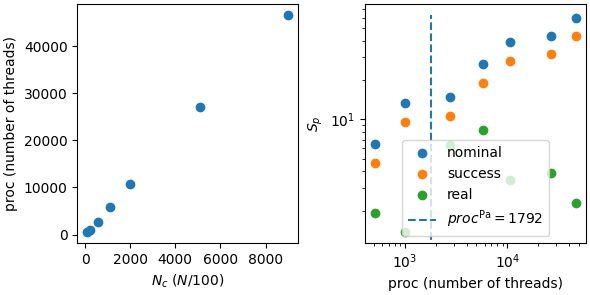 proc (number of threads)
40000
30000
20000
10000
0
0 2000 4000 6000 8000
N_c (N/100)
S_p
10^1
nominal
success
real
proc^Pa = 1792
10^3 10^4
proc (number of threads)